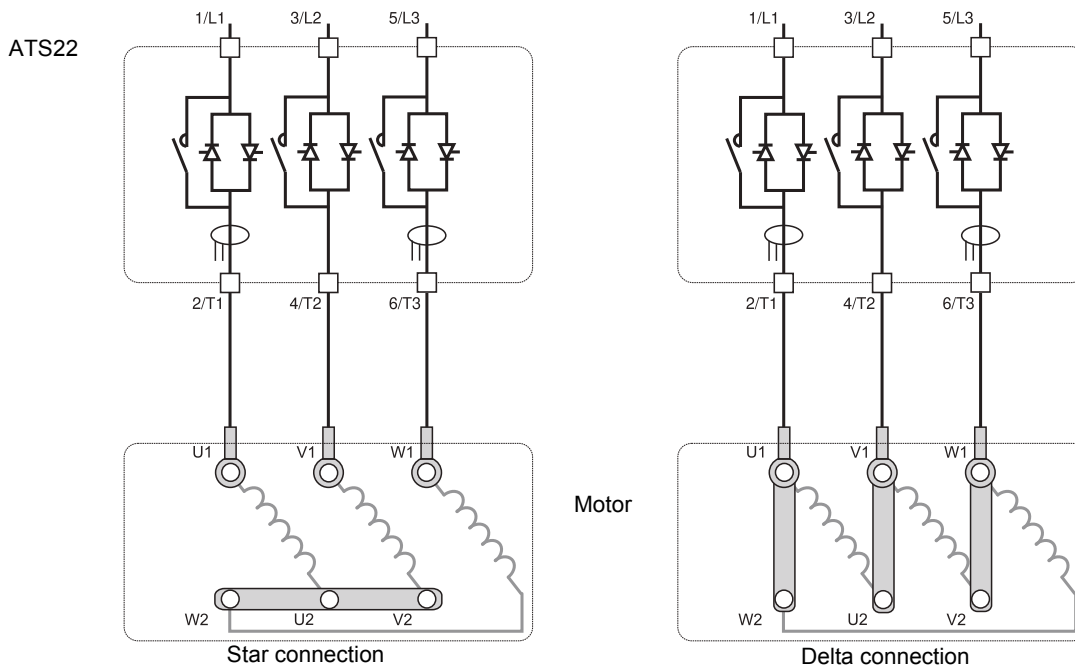 1/L1 3/L2 5/L3 1/L1 3/L2 5/L3
ATS22
2/T1 4/T2 6/T3 2/T1 4/T2 6/T3
U1 V1 W1 U1 V1 W1
Motor
W2 U2 V2 W2 U2 V2
Star connection Delta connection